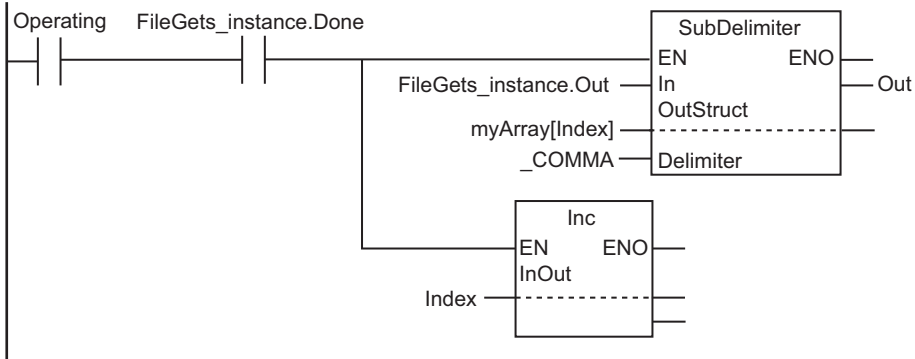 Operating
FileGets_instance.Done
SubDelimiter
EN ENO
FileGets_instance.Out In Out
OutStruct
myArray[Index]
_COMMA Delimiter
Inc
EN ENO
InOut
Index